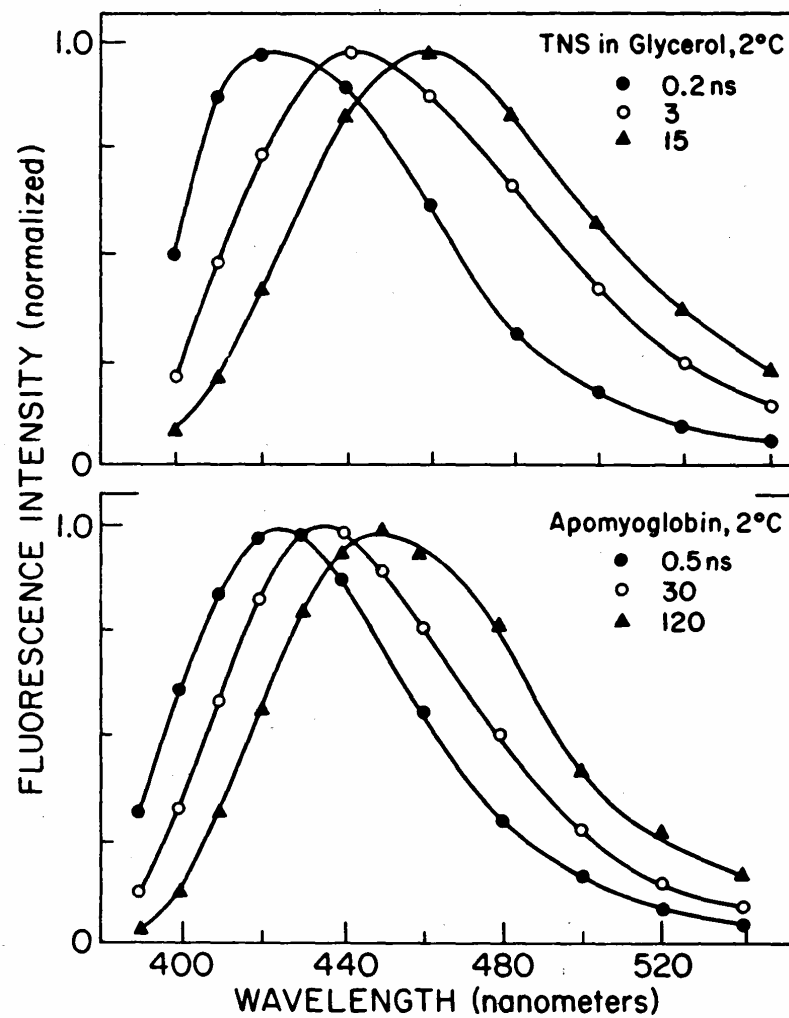 FLUORESCENCE INTENSITY (normalized)
1.0
0
TNS in Glycerol, 2°C
0.2 ns
3
15
1.0
0
Apomyoglobin, 2°C
0.5 ns
30
120
400 440 480 520
WAVELENGTH (nanometers)